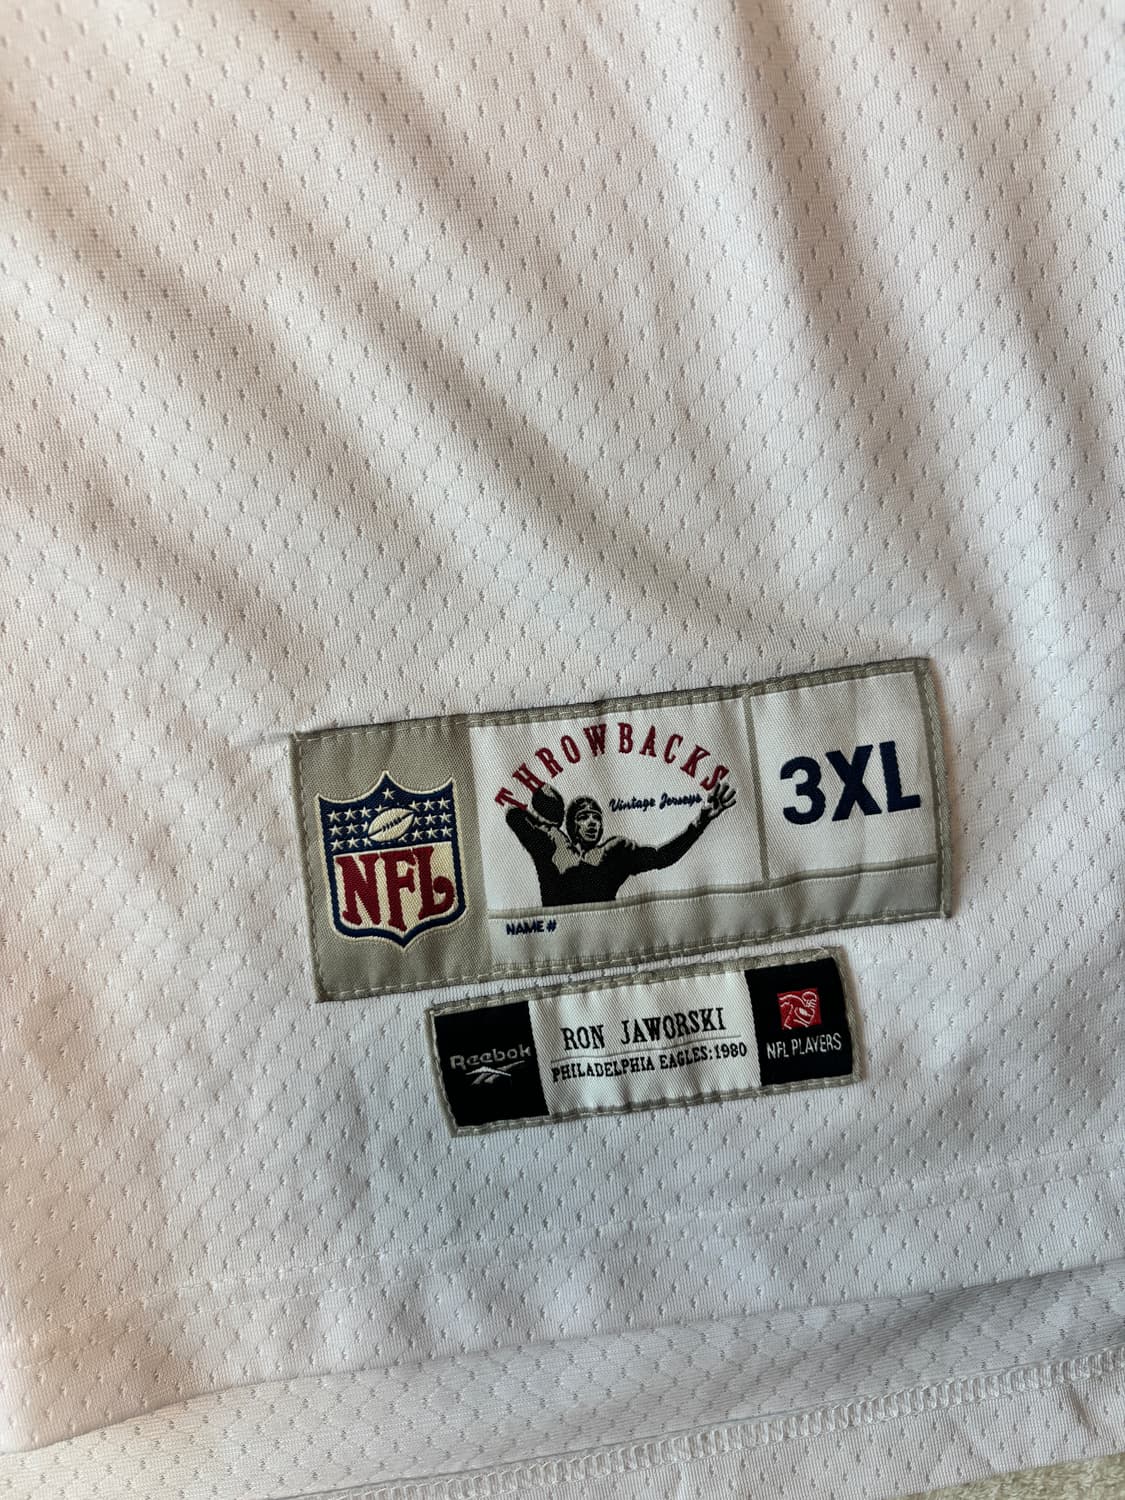 THROWBACKS
Vintage Jerseys
3XL
NFL
NAME #
Reebok
RON JAWORSKI
PHILADELPHIA EAGLES:1980
NFL PLAYERS